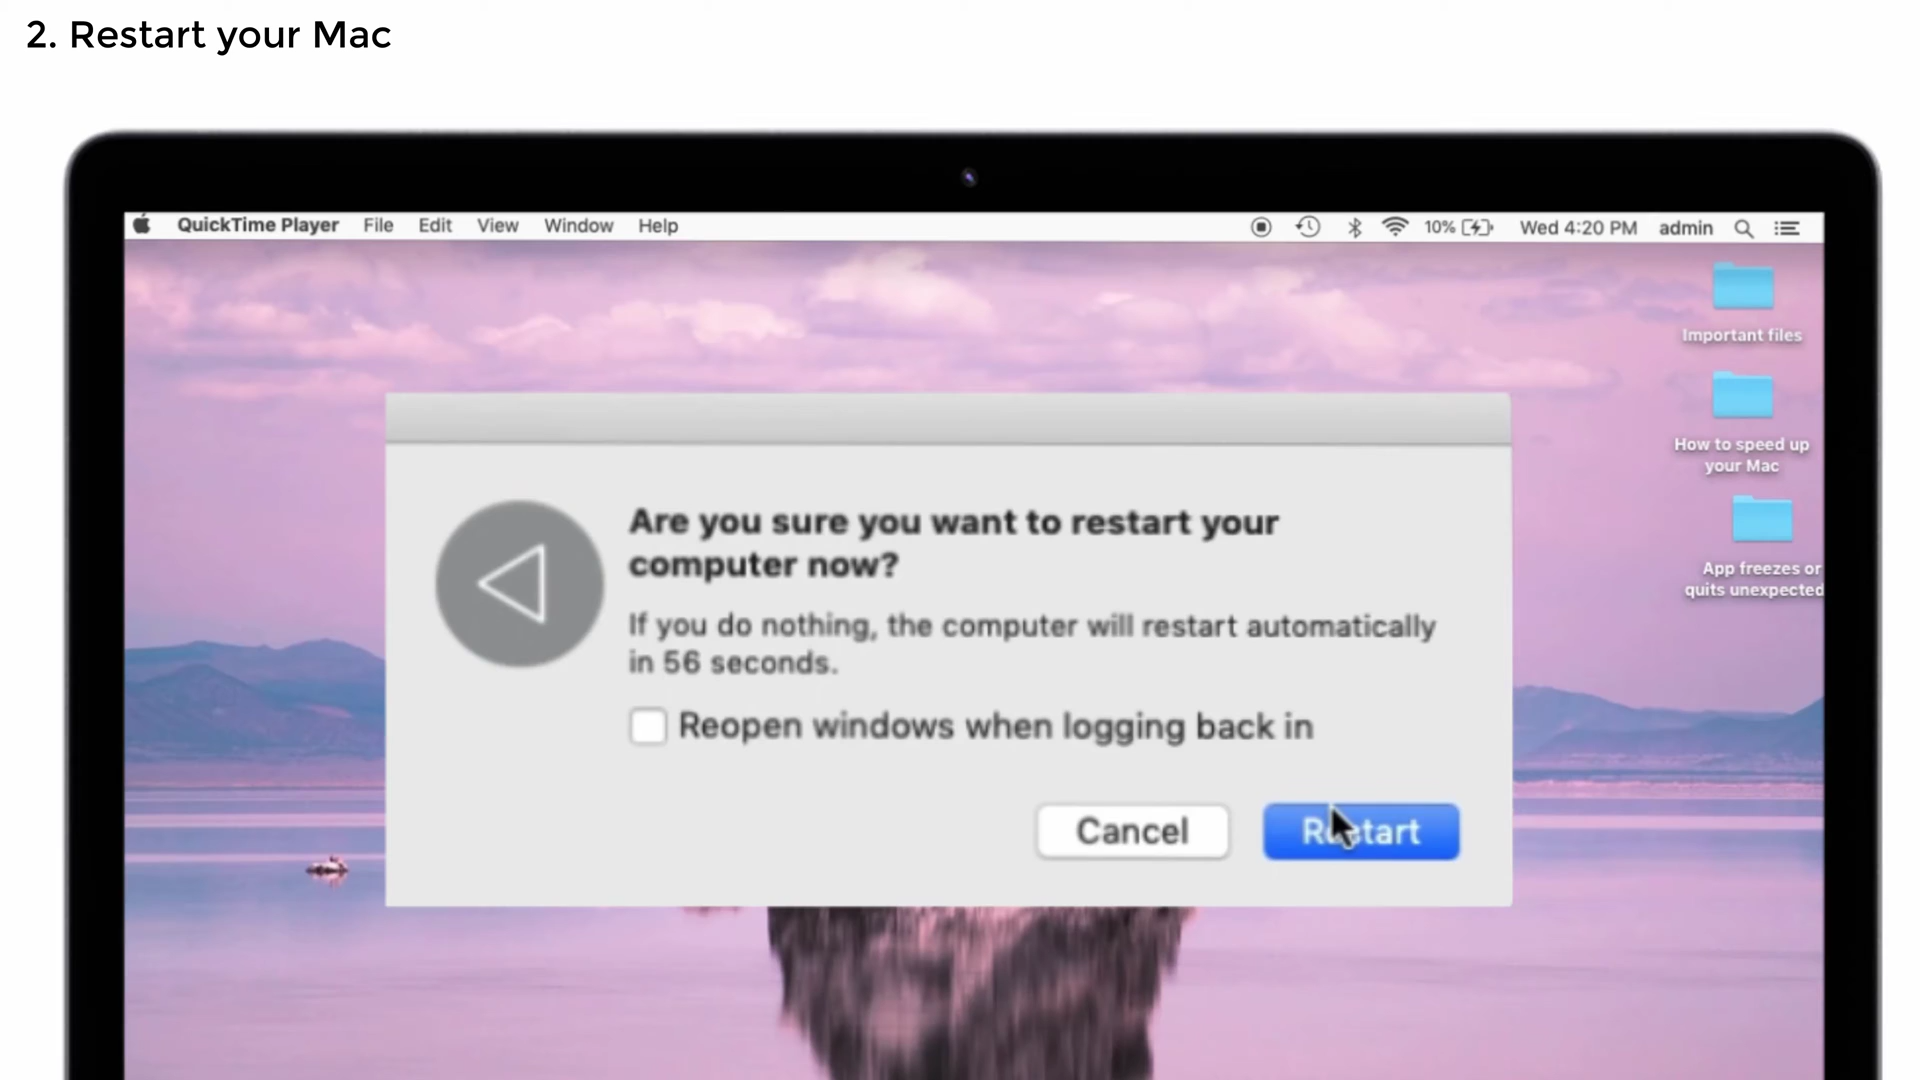 2. Restart your Mac
QuickTime Player File Edit View Window Help
10% Wed 4:20 PM admin
Important files
How to speed up
your Mac
App freezes or
quits unexpected
Are you sure you want to restart your
computer now?
If you do nothing, the computer will restart automatically
in 56 seconds.
Reopen windows when logging back in
Cancel
Restart